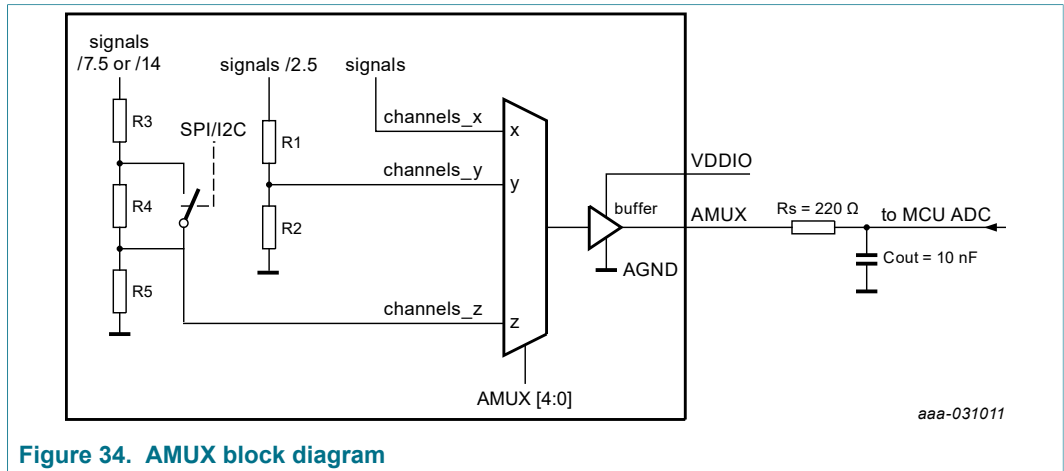 signals
/7.5 or /14
signals /2.5
signals
R3
SPI/I2C
R1
channels_x
x
channels_y
y
VDDIO
R4
R2
buffer
AMUX
Rs = 220 Ω
to MCU ADC
AGND
Cout = 10 nF
R5
channels_z
z
AMUX [4:0]
aaa-031011
Figure 34. AMUX block diagram